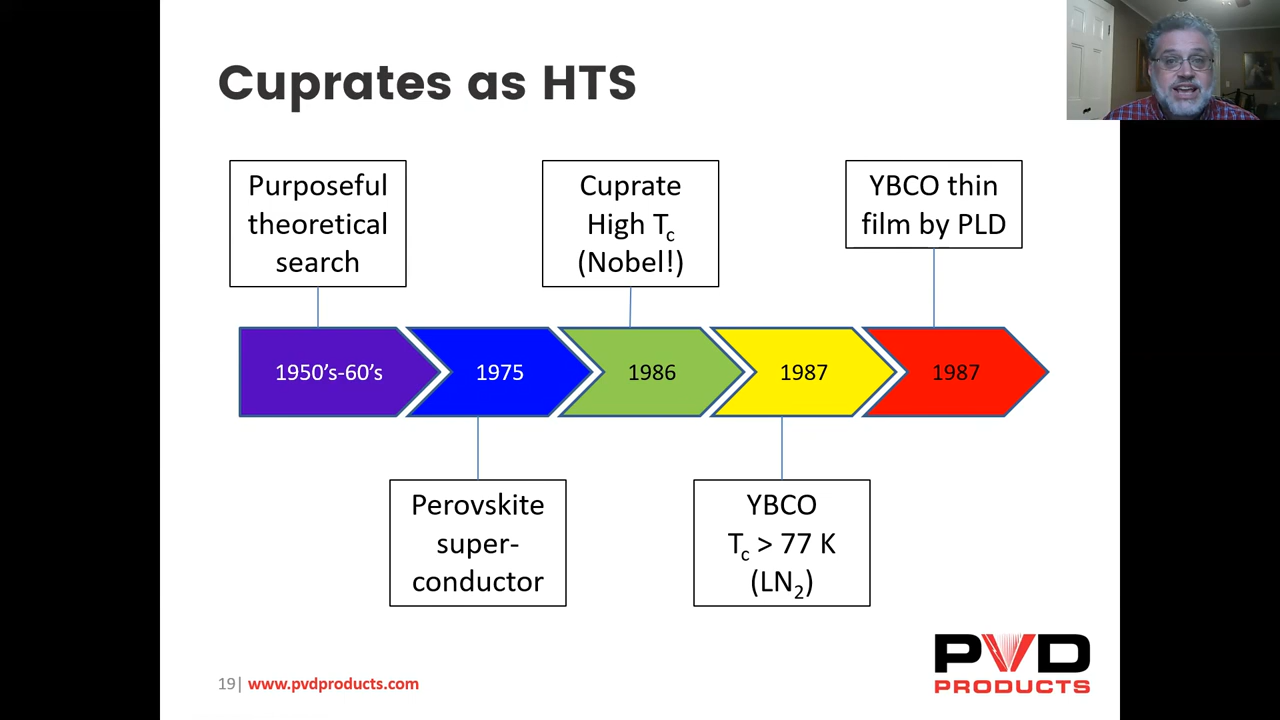 Cuprates as HTS
Purposeful
theoretical
search
Cuprate
High Tc
(Nobel!)
YBCO thin
film by PLD
1950's-60's
1975
1986
1987
1987
Perovskite
super-
conductor
YBCO
Tc > 77 K
(LN2)
19| www.pvdproducts.com
PVD
PRODUCTS